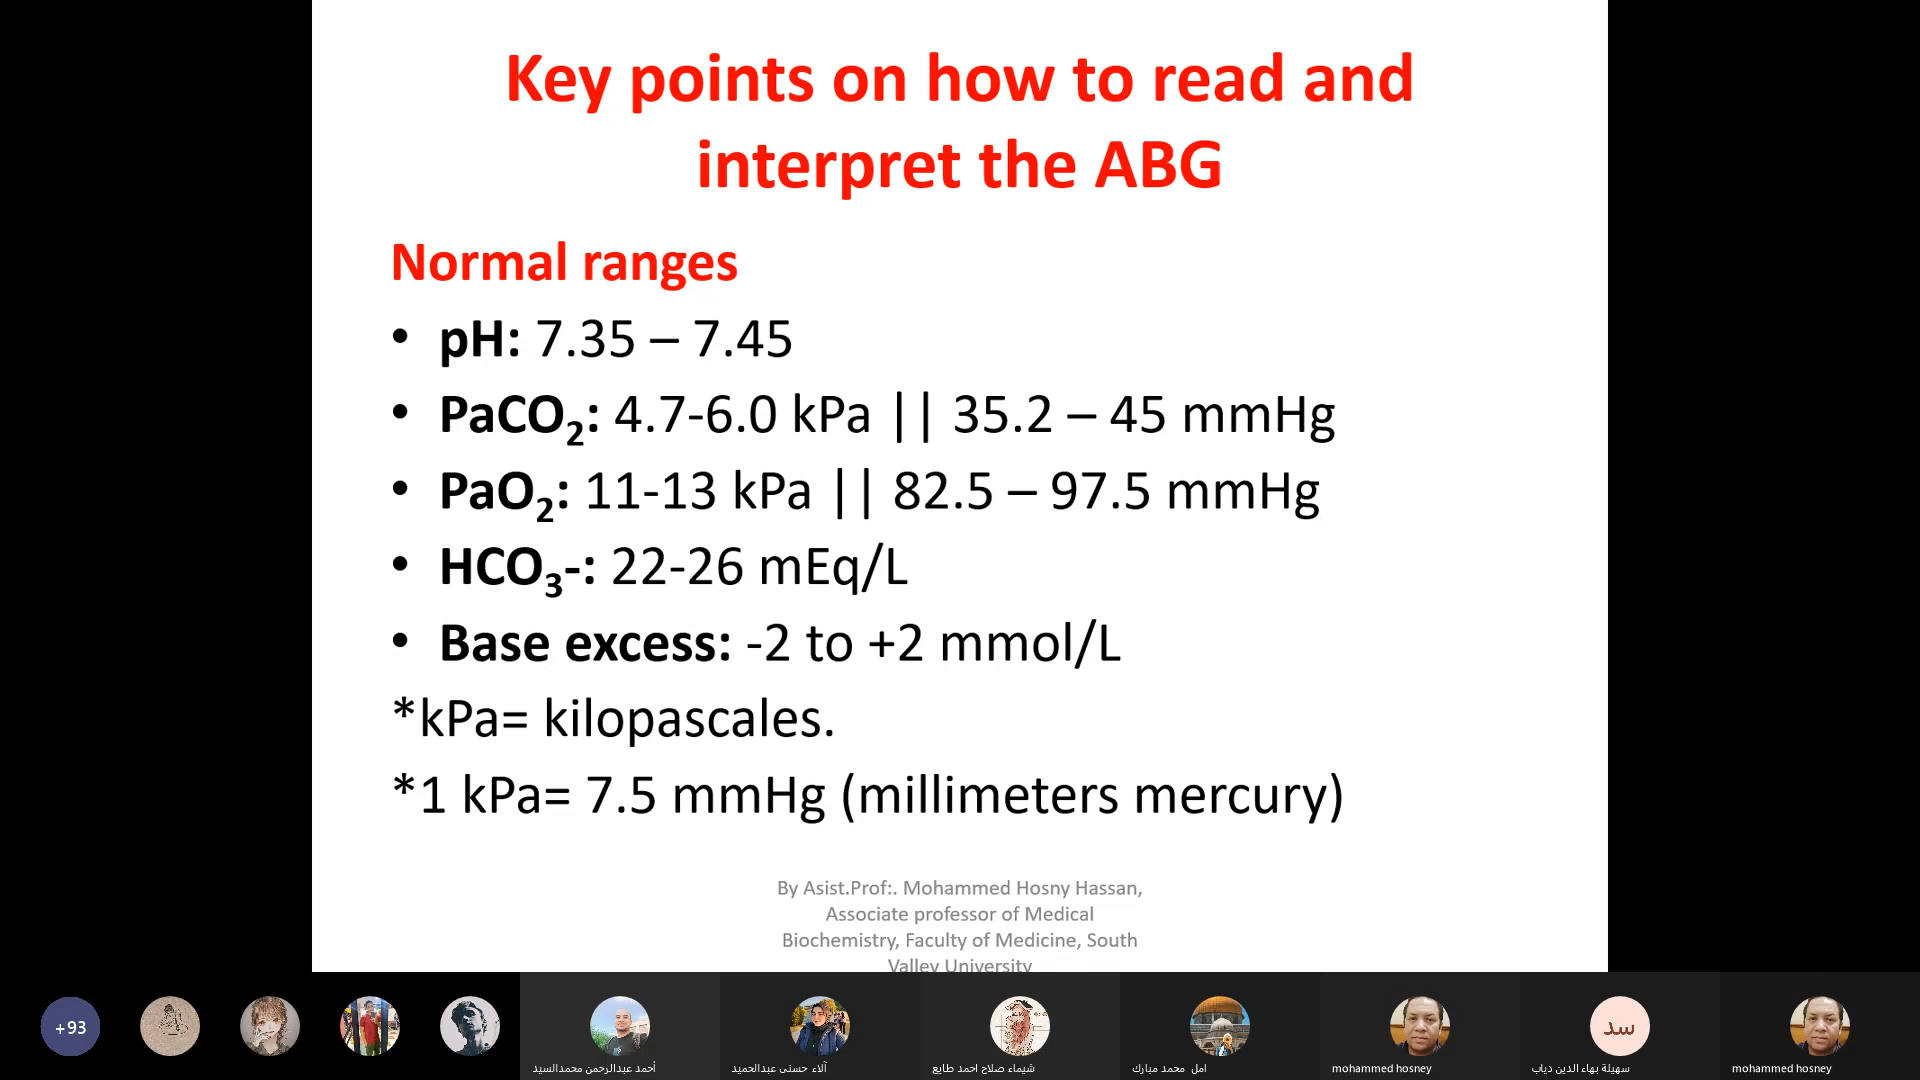 Key points on how to read and
interpret the ABG
Normal ranges
• pH: 7.35 – 7.45
• PaCO₂: 4.7-6.0 kPa || 35.2 – 45 mmHg
• PaO₂: 11-13 kPa || 82.5 – 97.5 mmHg
• HCO₃-: 22-26 mEq/L
• Base excess: -2 to +2 mmol/L
*kPa= kilopascales.
*1 kPa= 7.5 mmHg (millimeters mercury)
By Asist.Prof:. Mohammed Hosny Hassan,
Associate professor of Medical
Biochemistry, Faculty of Medicine, South
Valley University
+93
سد
أحمد عبدالرحمن محمدالسيد
آلاء حسنى عبدالحميد
شيماء صلاح احمد طايع
امل محمد مبارك
mohammed hosney
سهيلة بهاء الدين دياب
mohammed hosney